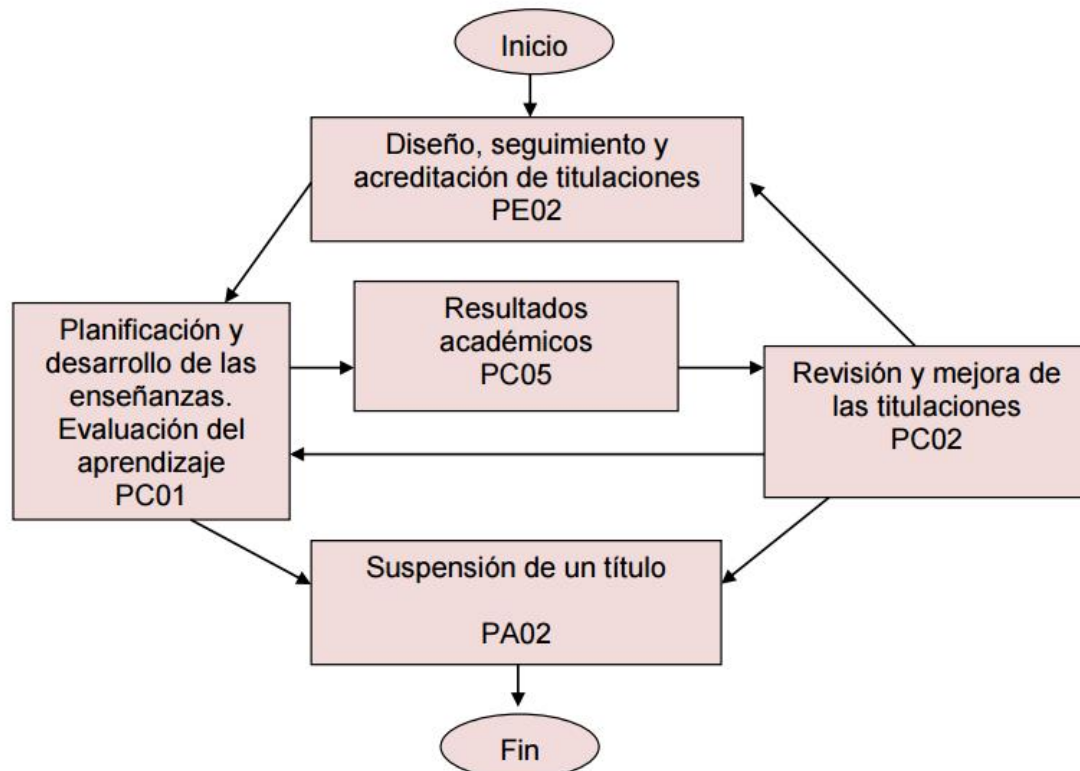 Inicio
Diseño, seguimiento y
acreditación de titulaciones
PE02
Resultados
académicos
PC05
Planificación y
desarrollo de las
enseñanzas.
Evaluación del
aprendizaje
PC01
Revisión y mejora de
las titulaciones
PC02
Suspensión de un título
PA02
Fin